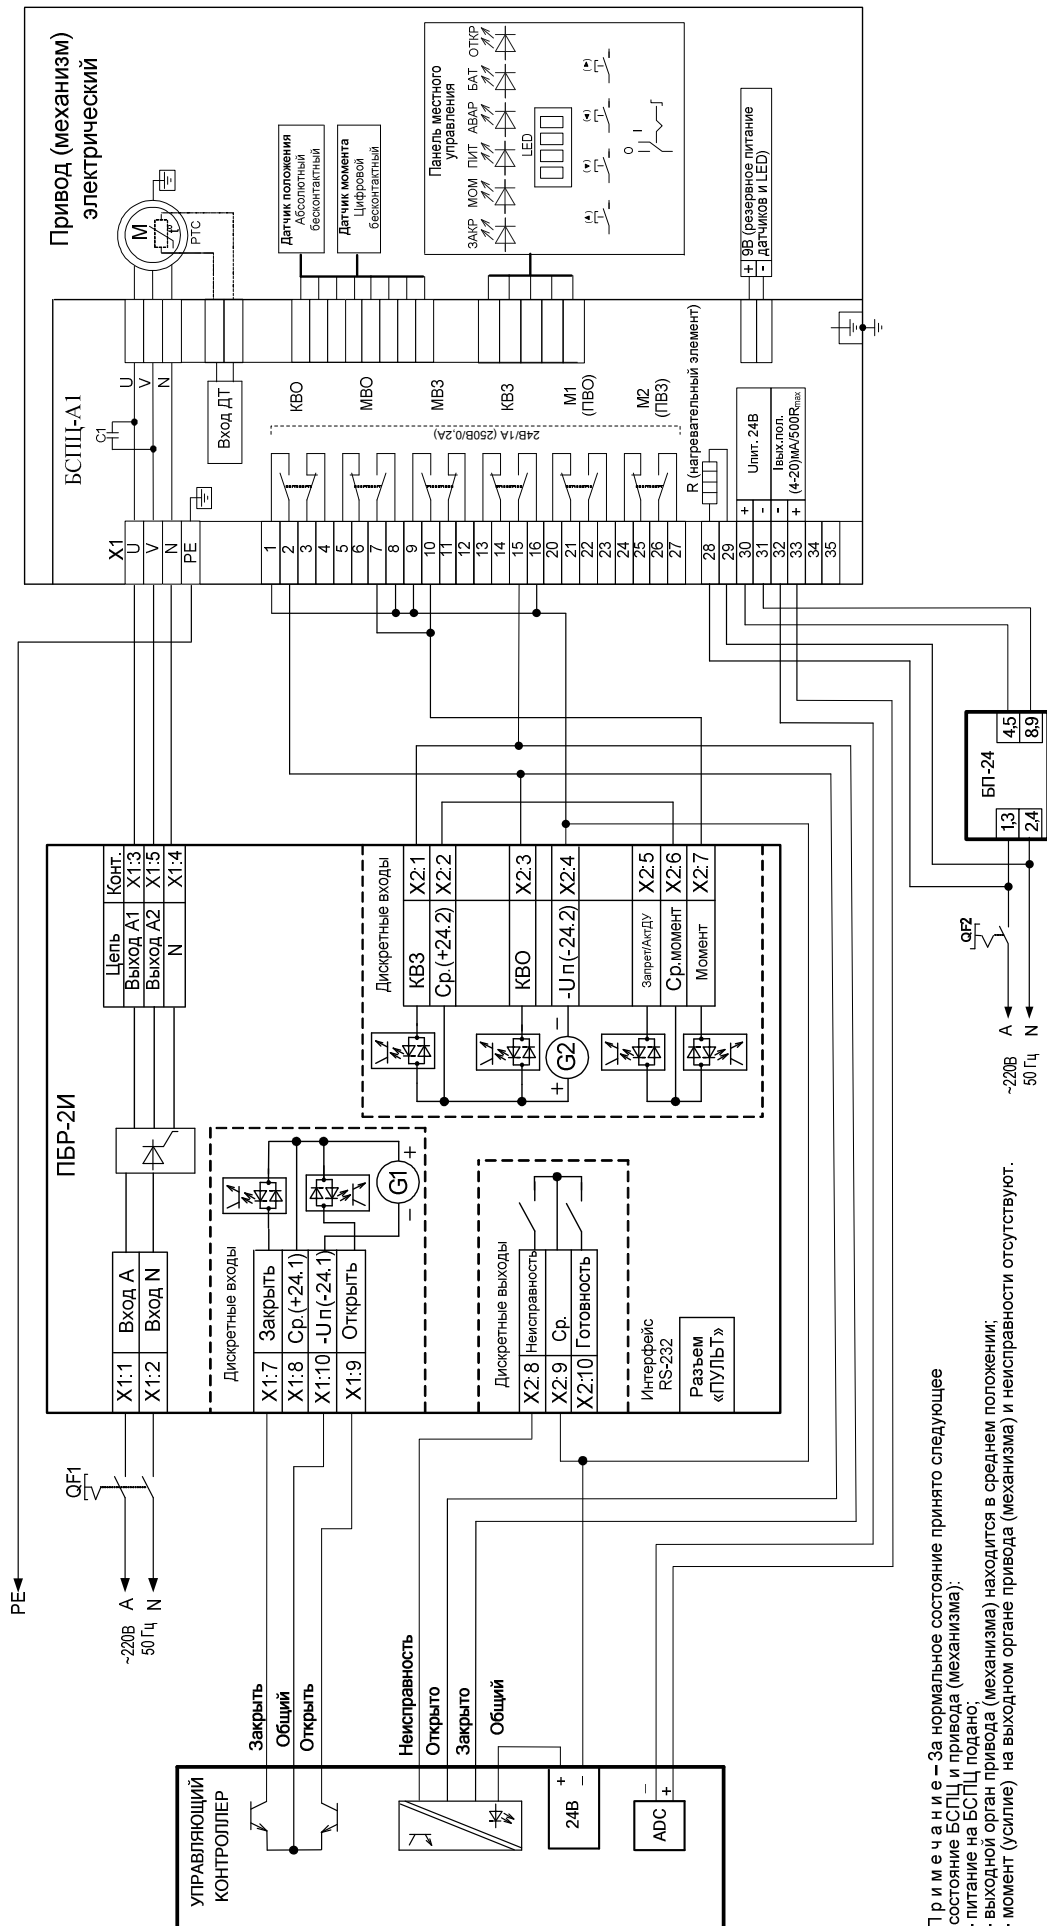 Привод (механизм)
электрический
M
t°
РТС
Датчик положения
Абсолютный
бесконтактный
Датчик момента
Цифровой
бесконтактный
Панель местного
управления
ЗАКР
МОМ
ПИТ
АВАР
БАТ
ОТКР
LED
О
I
+
-
9В (резервное питание
датчиков и LED)
БСПЦ-А1
C1
U
V
N
Вход ДТ
КВО
МВО
МВЗ
КВЗ
М1
(ПВО)
М2
(ПВЗ)
24В/1А (250В/0,2А)
R (нагревательный элемент)
Uпит. 24В
Iвых.пол.
(4-20)мА/500Rmax
+
-
-
+
X1
U
V
N
PE
1
2
3
4
5
6
7
8
9
10
11
12
13
14
15
16
20
21
22
23
24
25
26
27
28
29
30
31
32
33
34
35
БП-24
1,3
2,4
4,5
8,9
QF2
~220В
50 Гц
A
N
ПБР-2И
Цепь
Конт.
Выход А1
X1:3
Выход А2
X1:5
N
X1:4
Дискретные входы
КВЗ
X2:1
Ср.(+24.2)
X2:2
КВО
X2:3
-U п(-24.2)
X2:4
Запрет/АктДУ
X2:5
Ср.момент
X2:6
Момент
X2:7
+
G2
−
X1:1
Вход А
X1:2
Вход N
Дискретные входы
X1:7
Закрыть
X1:8
Ср.(+24.1)
X1:10
-U п(-24.1)
X1:9
Открыть
−
G1
+
Дискретные выходы
X2:8
Неисправность
X2:9
Ср.
X2:10
Готовность
Интерфейс
RS-232
Разъем
«ПУЛЬТ»
QF1
PE
~220В
50 Гц
A
N
УПРАВЛЯЮЩИЙ
КОНТРОЛЛЕР
Закрыть
Общий
Открыть
Неисправность
Открыто
Закрыто
Общий
24В
+
−
ADC
−
+
П р и м е ч а н и е – За нормальное состояние принято следующее
состояние БСПЦ и привода (механизма):
- питание на БСПЦ подано;
- выходной орган привода (механизма) находится в среднем положении;
- момент (усилие) на выходном органе привода (механизма) и неисправности отсутствуют.